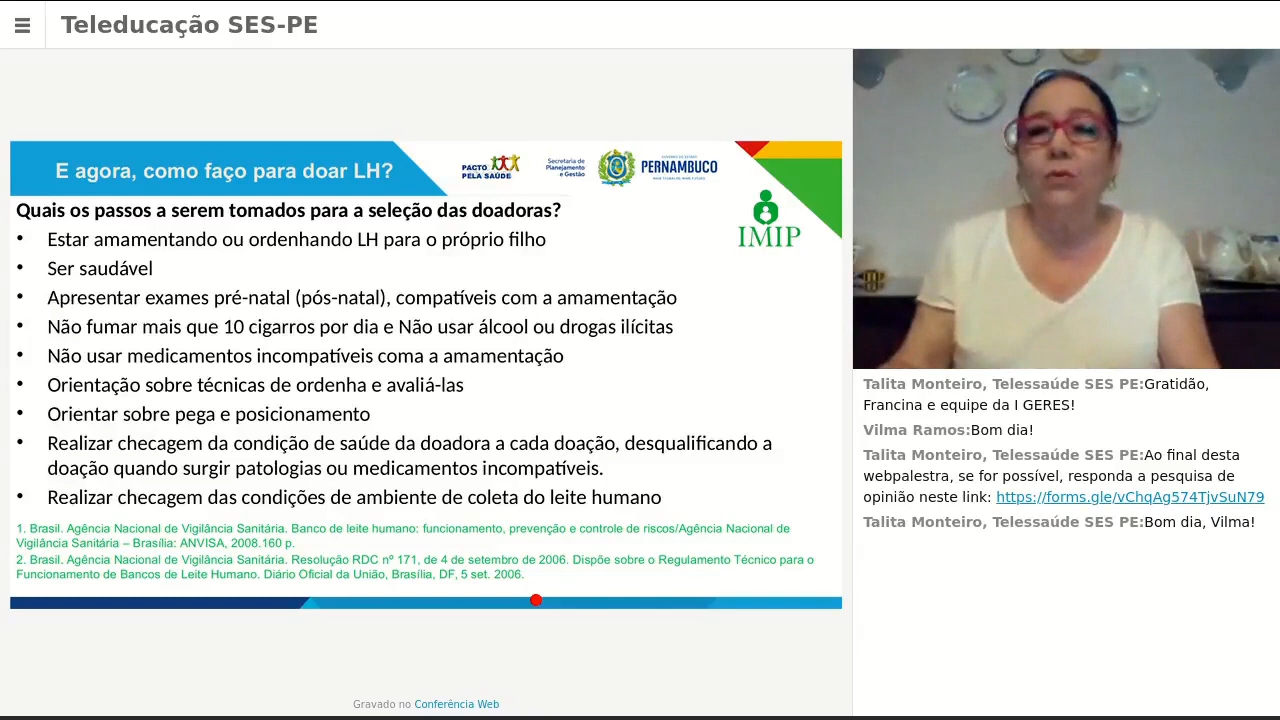 Teleducação SES-PE
E agora, como faço para doar LH?
PACTO
PELA SAÚDE
Secretaria de
Planejamento
e Gestão
PERNAMBUCO
IMIP
Quais os passos a serem tomados para a seleção das doadoras?
• Estar amamentando ou ordenhando LH para o próprio filho
• Ser saudável
• Apresentar exames pré-natal (pós-natal), compatíveis com a amamentação
• Não fumar mais que 10 cigarros por dia e Não usar álcool ou drogas ilícitas
• Não usar medicamentos incompatíveis coma a amamentação
• Orientação sobre técnicas de ordenha e avaliá-las
• Orientar sobre pega e posicionamento
• Realizar checagem da condição de saúde da doadora a cada doação, desqualificando a
doação quando surgir patologias ou medicamentos incompatíveis.
• Realizar checagem das condições de ambiente de coleta do leite humano
1. Brasil. Agência Nacional de Vigilância Sanitária. Banco de leite humano: funcionamento, prevenção e controle de riscos/Agência Nacional de
Vigilância Sanitária – Brasília: ANVISA, 2008.160 p.
2. Brasil. Agência Nacional de Vigilância Sanitária. Resolução RDC nº 171, de 4 de setembro de 2006. Dispõe sobre o Regulamento Técnico para o
Funcionamento de Bancos de Leite Humano. Diário Oficial da União, Brasília, DF, 5 set. 2006.
Talita Monteiro, Telessaúde SES PE:Gratidão,
Francina e equipe da I GERES!
Vilma Ramos:Bom dia!
Talita Monteiro, Telessaúde SES PE:Ao final desta
webpalestra, se for possível, responda a pesquisa de
opinião neste link: https://forms.gle/vChqAg574TjvSuN79
Talita Monteiro, Telessaúde SES PE:Bom dia, Vilma!
Gravado no Conferência Web